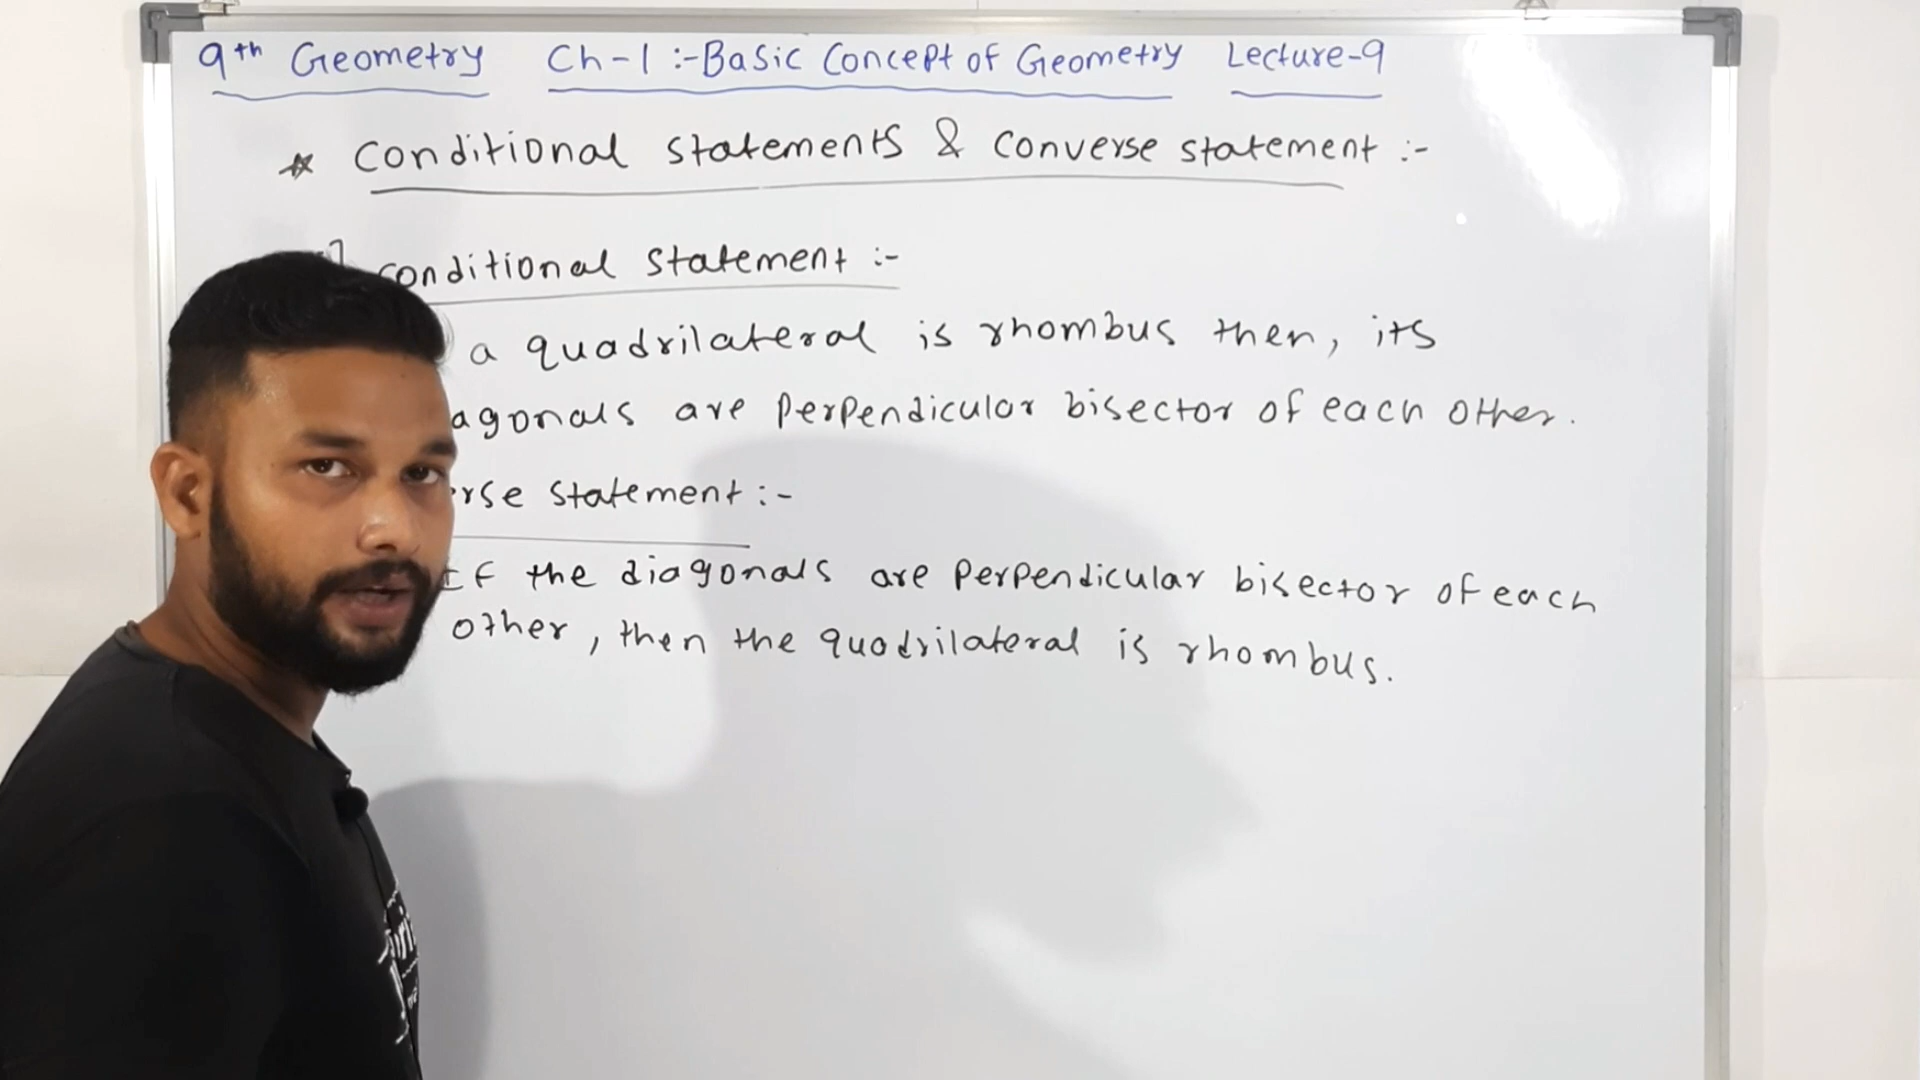 9th Geometry Ch-1 :- Basic Concept of Geometry Lecture-9
* Conditional statements & converse statement :-
conditional statement :-
a quadrilateral is rhombus then, its
agonals are perpendicular bisector of each other.
rse statement :-
If the diagonals are perpendicular bisector of each
other, then the quadrilateral is rhombus.